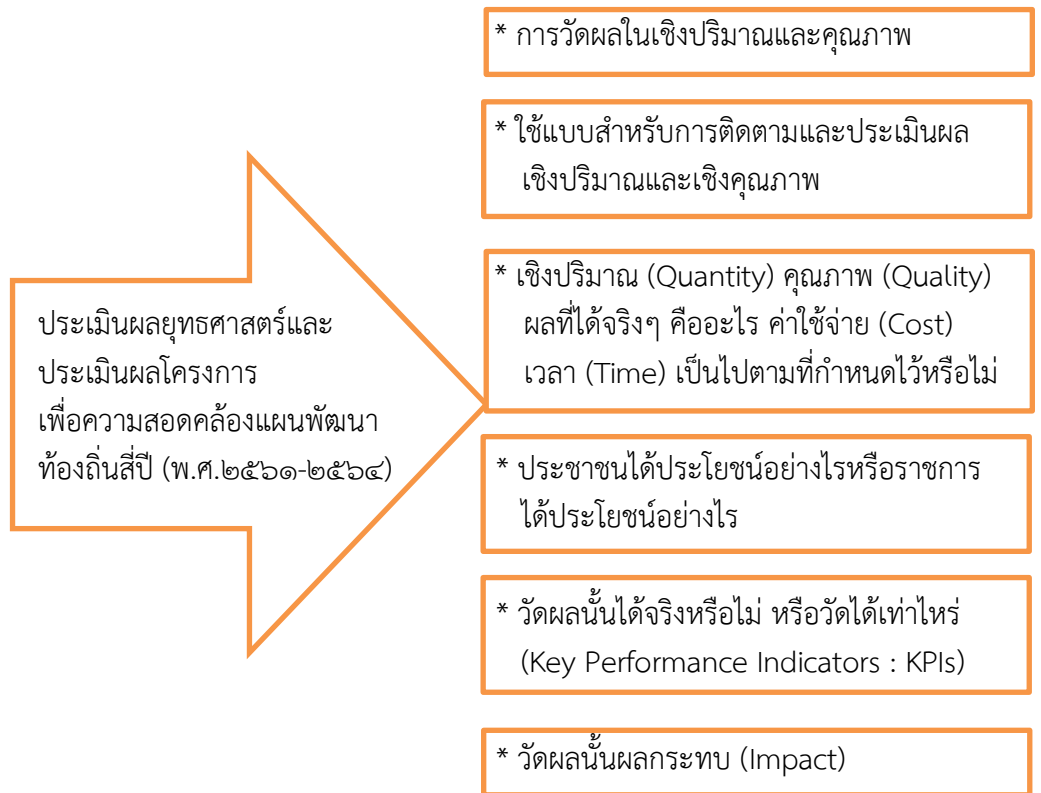 * การวัดผลในเชิงปริมาณและคุณภาพ
* ใช้แบบสำหรับการติดตามและประเมินผล
เชิงปริมาณและเชิงคุณภาพ
* เชิงปริมาณ (Quantity) คุณภาพ (Quality)
ผลที่ได้จริงๆ คืออะไร ค่าใช้จ่าย (Cost)
เวลา (Time) เป็นไปตามที่กำหนดไว้หรือไม่
ประเมินผลยุทธศาสตร์และ
ประเมินผลโครงการ
เพื่อความสอดคล้องแผนพัฒนา
ท้องถิ่นสี่ปี (พ.ศ.๒๕๖๑-๒๕๖๔)
* ประชาชนได้ประโยชน์อย่างไรหรือราชการ
ได้ประโยชน์อย่างไร
* วัดผลนั้นได้จริงหรือไม่ หรือวัดได้เท่าไหร่
(Key Performance Indicators : KPIs)
* วัดผลนั้นผลกระทบ (Impact)